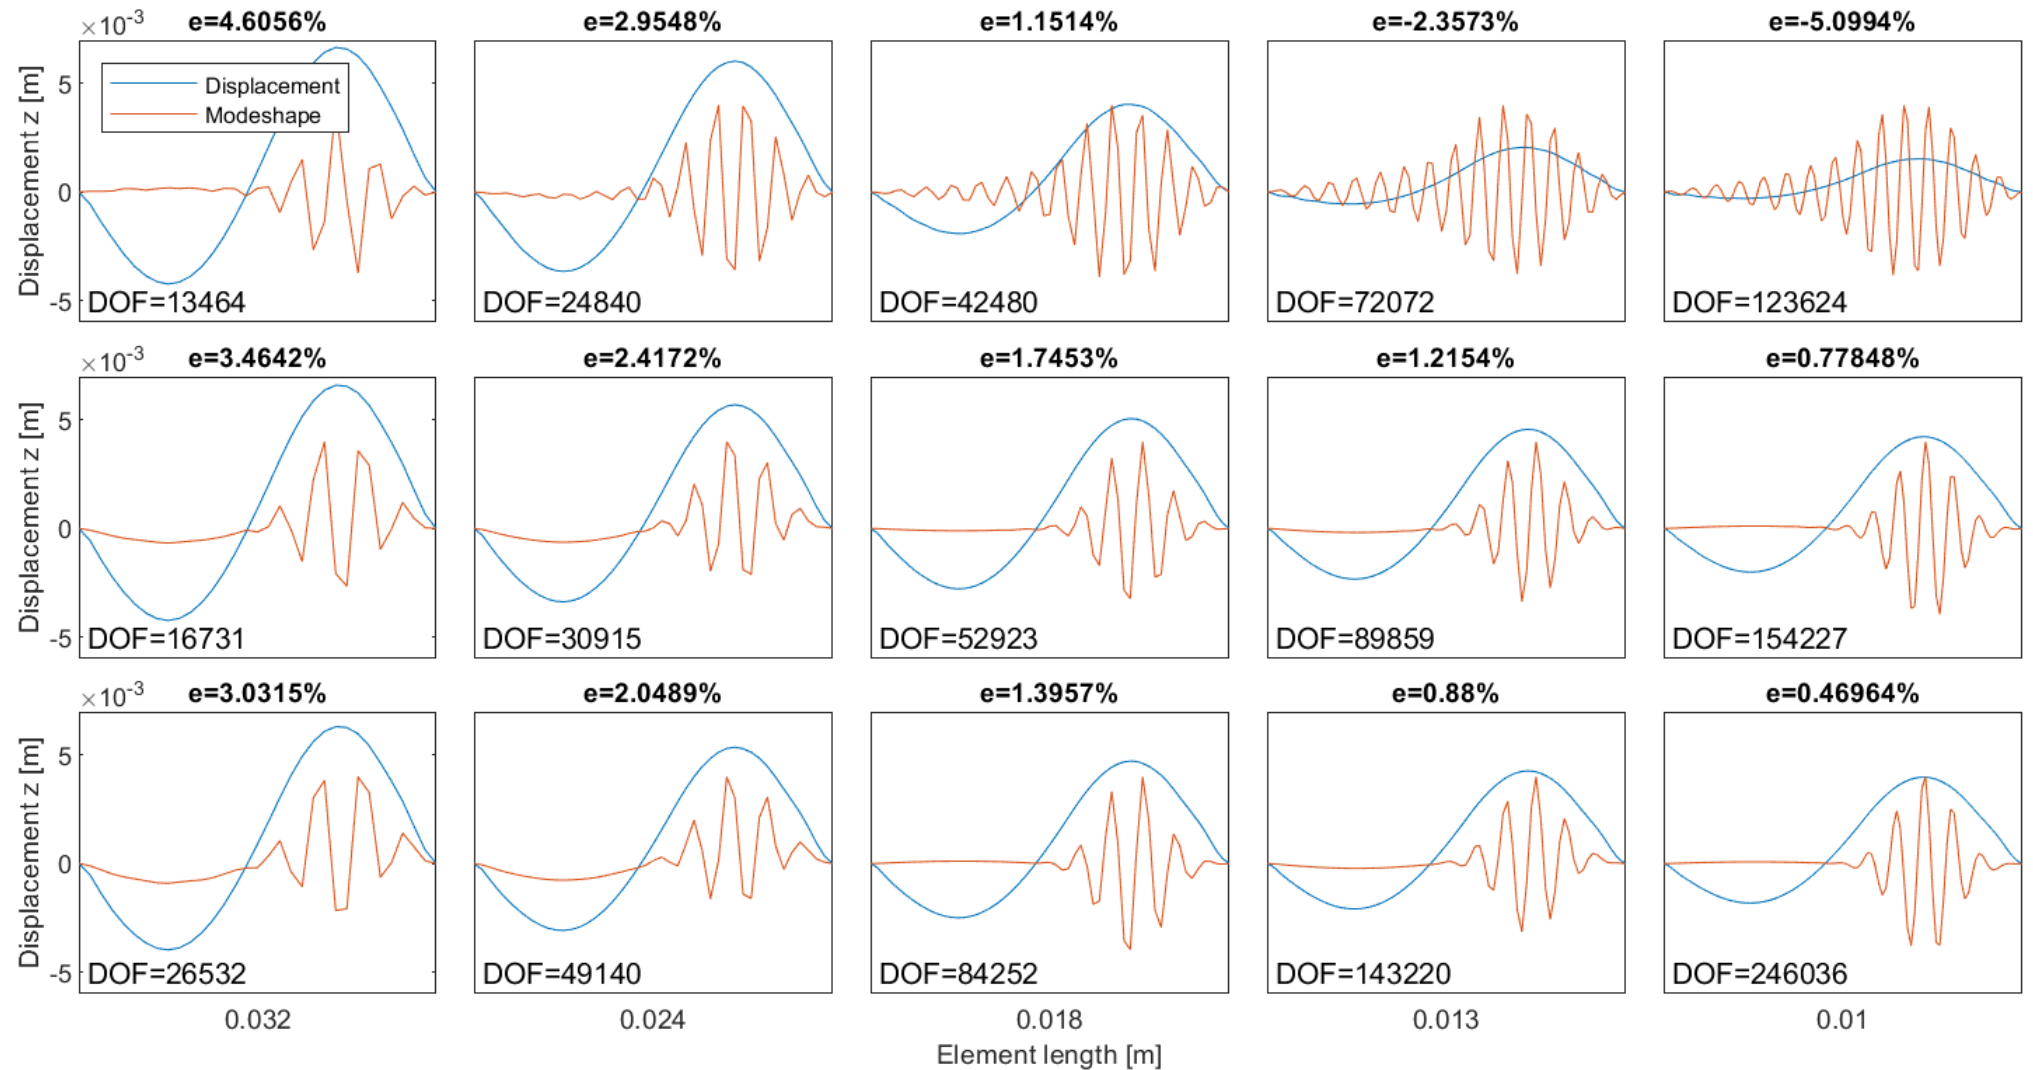 ×10-3 e=4.6056% e=2.9548% e=1.1514% e=-2.3573% e=-5.0994%
Displacement z [m]
5
0
-5
Displacement
Modeshape
DOF=13464 DOF=24840 DOF=42480 DOF=72072 DOF=123624
×10-3 e=3.4642% e=2.4172% e=1.7453% e=1.2154% e=0.77848%
Displacement z [m]
5
0
-5
DOF=16731 DOF=30915 DOF=52923 DOF=89859 DOF=154227
×10-3 e=3.0315% e=2.0489% e=1.3957% e=0.88% e=0.46964%
Displacement z [m]
5
0
-5
DOF=26532 DOF=49140 DOF=84252 DOF=143220 DOF=246036
0.032 0.024 0.018 0.013 0.01
Element length [m]